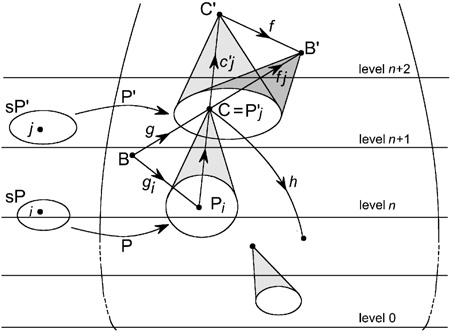 C'
f
B'
level n+2
c'j
fj
sP'
P'
j
C = P'j
g
level n+1
B
gi
h
sP
Pi
level n
i
P
level 0